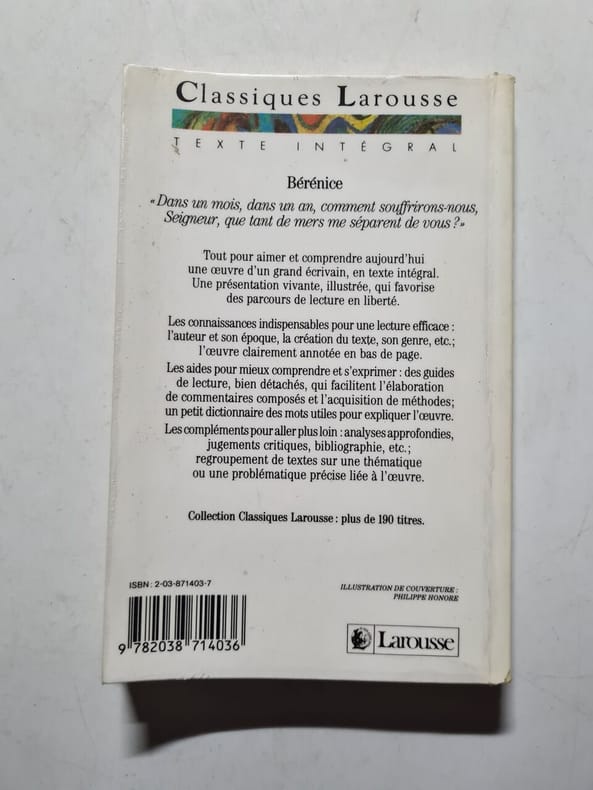 Classiques Larousse
TEXTE INTÉGRAL
Bérénice
«Dans un mois, dans un an, comment souffrirons-nous,
Seigneur, que tant de mers me séparent de vous ?»
Tout pour aimer et comprendre aujourd'hui
une œuvre d'un grand écrivain, en texte intégral.
Une présentation vivante, illustrée, qui favorise
des parcours de lecture en liberté.
Les connaissances indispensables pour une lecture efficace :
l'auteur et son époque, la création du texte, son genre, etc.;
l'œuvre clairement annotée en bas de page.
Les aides pour mieux comprendre et s'exprimer : des guides
de lecture, bien détachés, qui facilitent l'élaboration
de commentaires composés et l'acquisition de méthodes;
un petit dictionnaire des mots utiles pour expliquer l'œuvre.
Les compléments pour aller plus loin : analyses approfondies,
jugements critiques, bibliographie, etc.;
regroupement de textes sur une thématique
ou une problématique précise liée à l'œuvre.
Collection Classiques Larousse : plus de 190 titres.
ISBN : 2-03-871403-7
9 782038 714036
ILLUSTRATION DE COUVERTURE :
PHILIPPE HONORE
Larousse